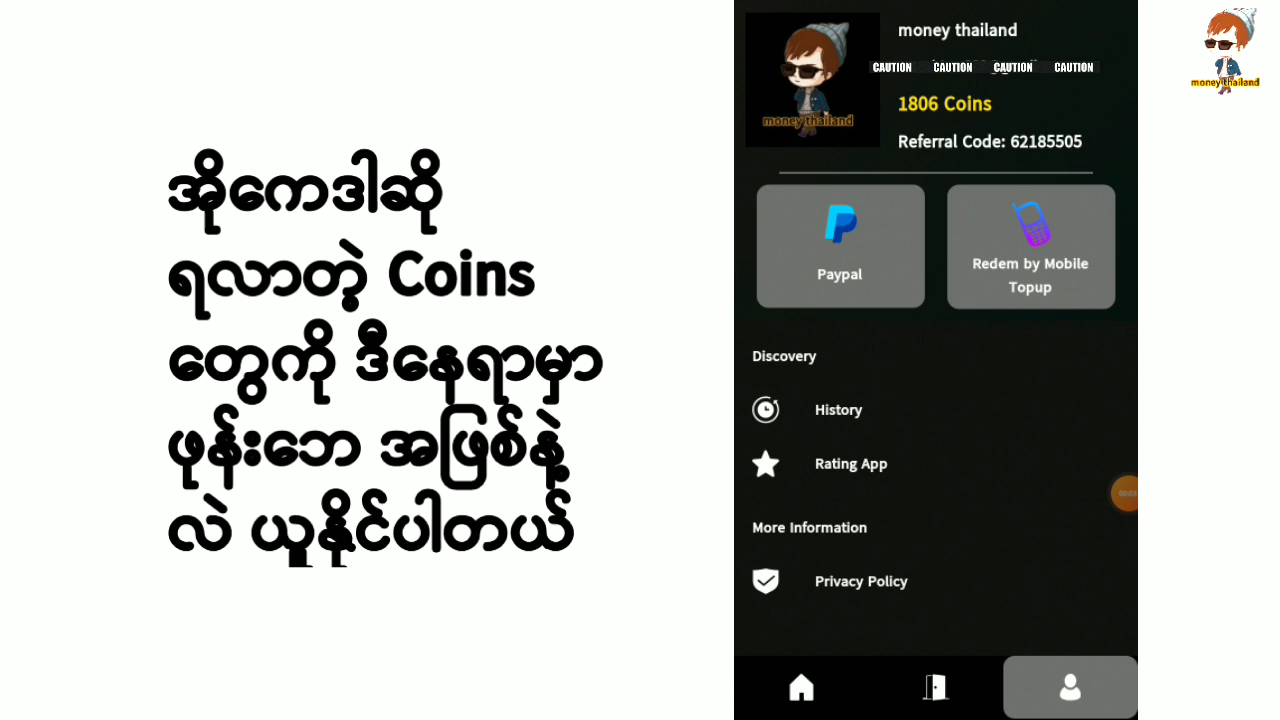 အိုကေဒါဆို
ရလာတဲ့ Coins
တွေကို ဒီနေရာမှာ
ဖုန်းဘေ အဖြစ်နဲ့
လဲ ယူနိုင်ပါတယ်
money thailand
CAUTION CAUTION CAUTION CAUTION
1806 Coins
money thailand
Referral Code: 62185505
Paypal
Redem by Mobile
Topup
Discovery
History
Rating App
More Information
Privacy Policy
money thailand